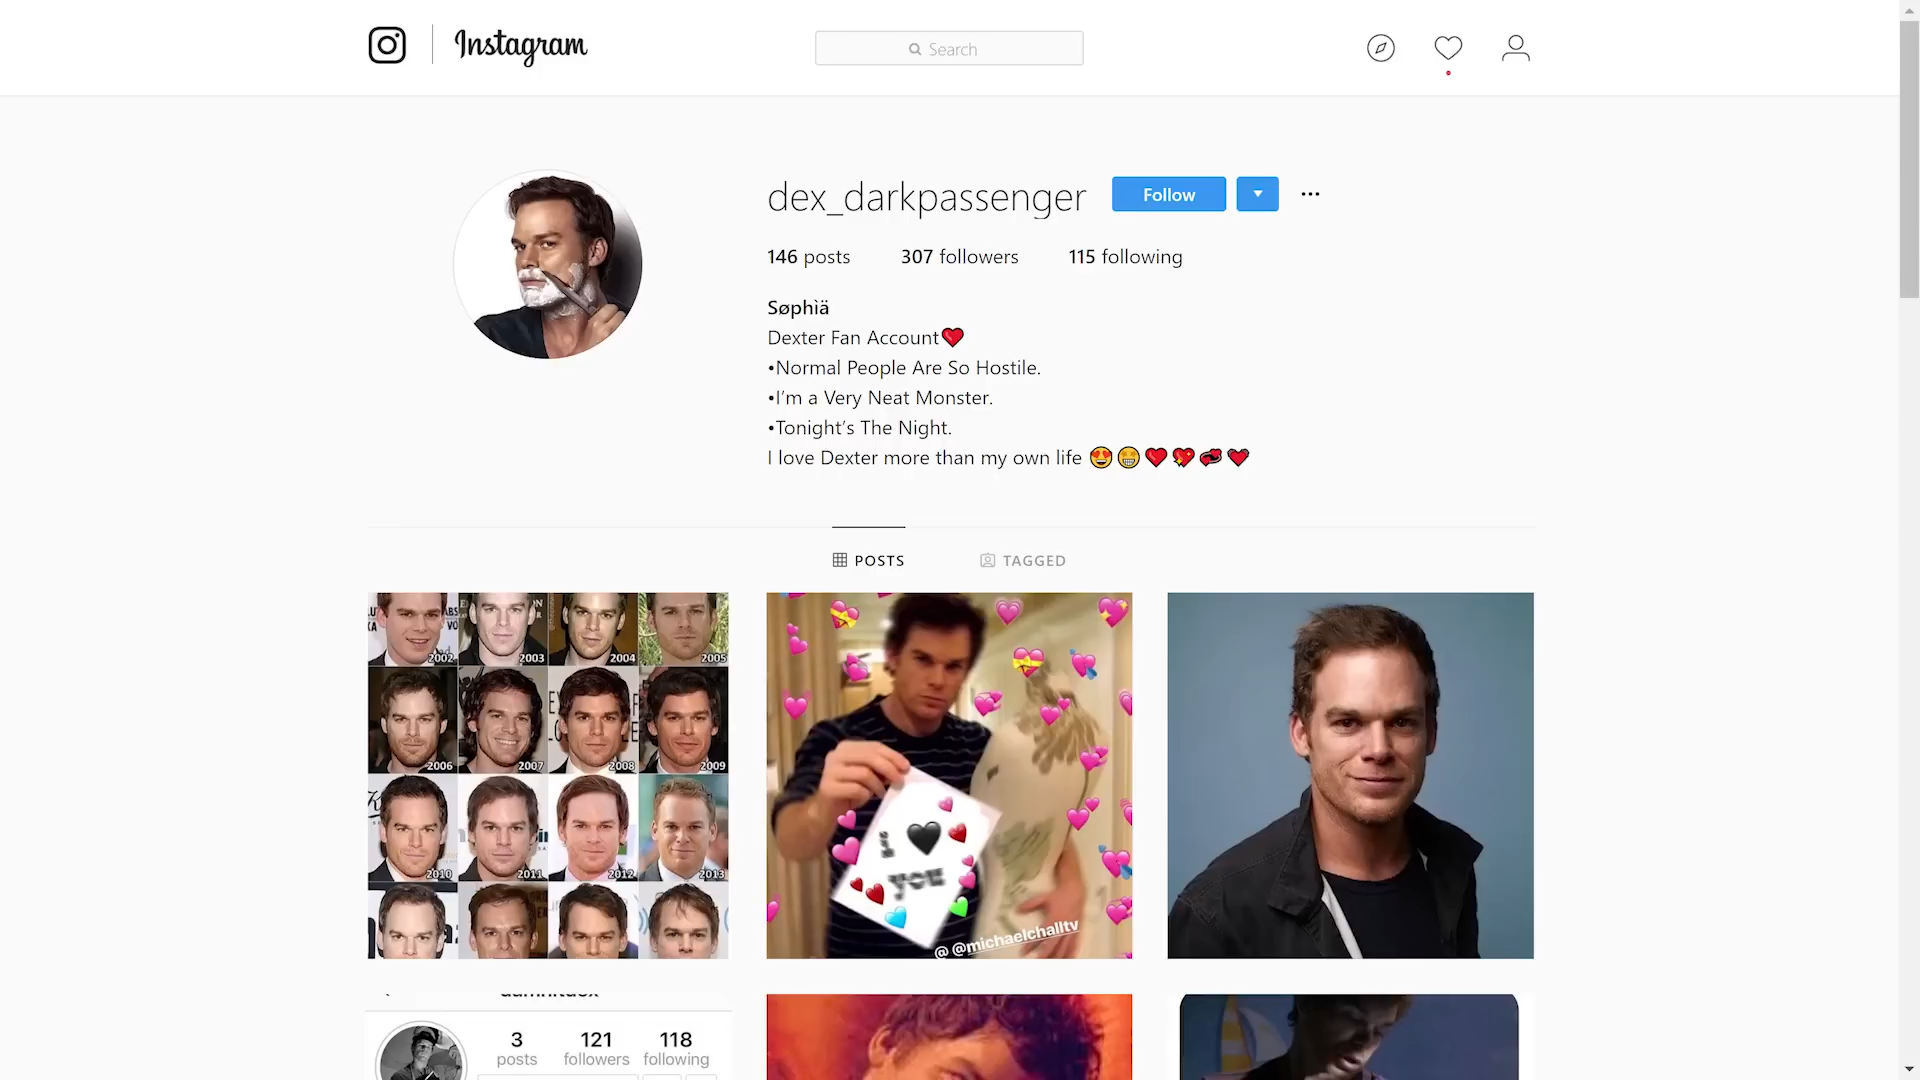 Instagram
Search
dex_darkpassenger
Follow
146 posts 307 followers 115 following
Søphìä
Dexter Fan Account❤
•Normal People Are So Hostile.
•I'm a Very Neat Monster.
•Tonight's The Night.
I love Dexter more than my own life 😍😁❤💖💞💓
POSTS TAGGED
2002 2003 2004 2005
2006 2007 2008 2009
2010 2011 2012 2013
you
@ @michaelchalltv
3 121 118
posts followers following